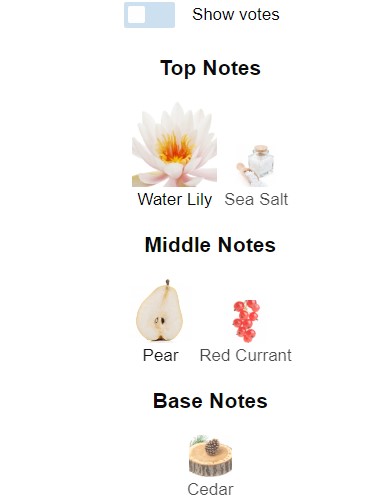 Show votes
Top Notes
Water Lily Sea Salt
Middle Notes
Pear Red Currant
Base Notes
Cedar